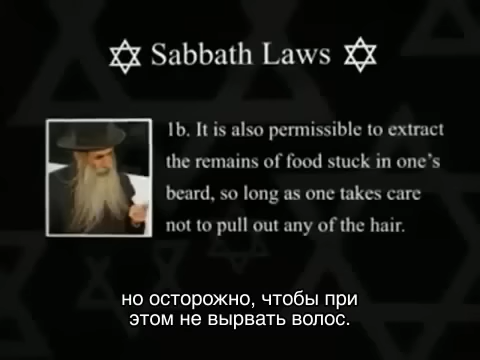 Sabbath Laws
1b. It is also permissible to extract
the remains of food stuck in one's
beard, so long as one takes care
not to pull out any of the hair.
но осторожно, чтобы при
этом не вырвать волос.